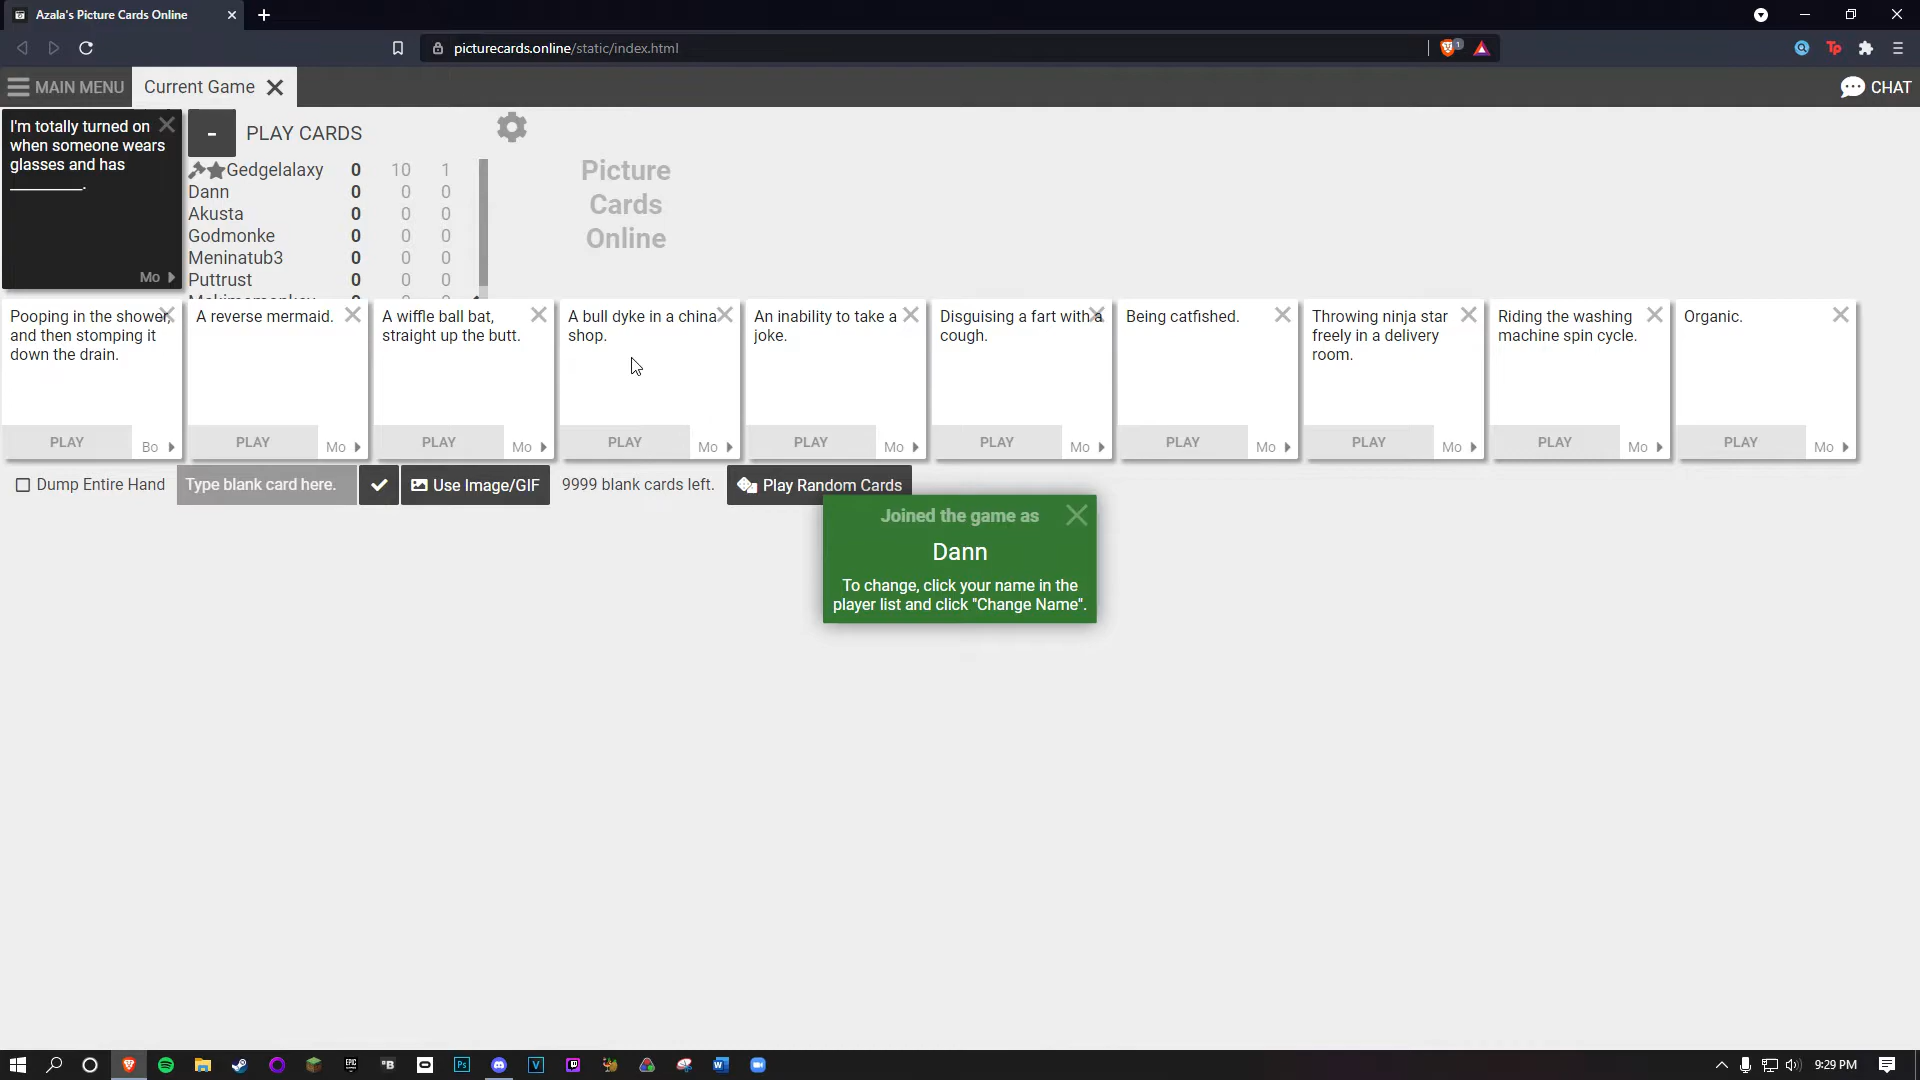 Azala's Picture Cards Online
picturecards.online/static/index.html
1
Tp
MAIN MENU
Current Game
CHAT
I'm totally turned on
when someone wears
glasses and has
_________.
Mo
-
PLAY CARDS
Gedgelalaxy 0 10 1
Dann 0 0 0
Akusta 0 0 0
Godmonke 0 0 0
Meninatub3 0 0 0
Puttrust 0 0 0
Picture
Cards
Online
Pooping in the shower,
and then stomping it
down the drain.
PLAY
Bo
A reverse mermaid.
PLAY
Mo
A wiffle ball bat,
straight up the butt.
PLAY
Mo
A bull dyke in a china
shop.
PLAY
Mo
An inability to take a
joke.
PLAY
Mo
Disguising a fart with a
cough.
PLAY
Mo
Being catfished.
PLAY
Mo
Throwing ninja star
freely in a delivery
room.
PLAY
Mo
Riding the washing
machine spin cycle.
PLAY
Mo
Organic.
PLAY
Mo
Dump Entire Hand
Type blank card here.
Use Image/GIF
9999 blank cards left.
Play Random Cards
Joined the game as
Dann
To change, click your name in the
player list and click "Change Name".
EPIC
B
Ps
V
W
9:29 PM